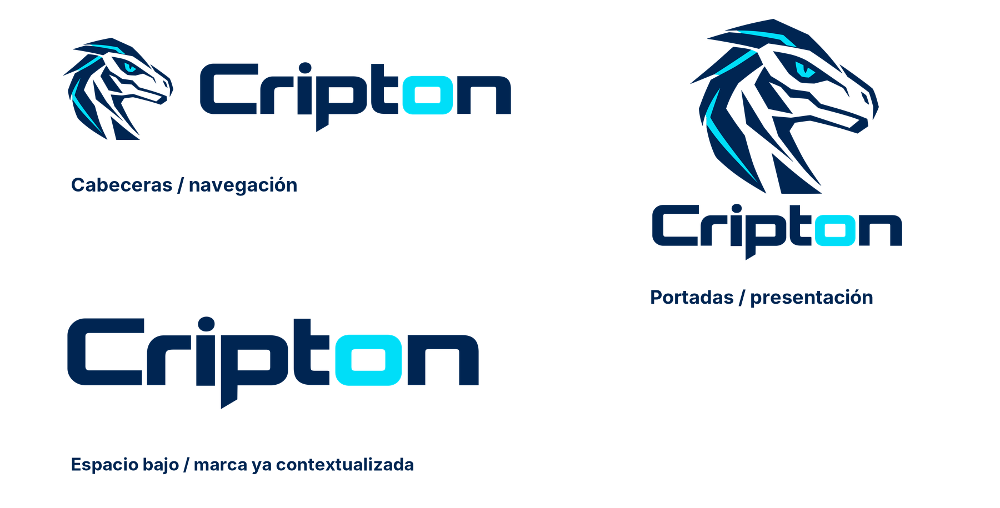 Cripton
Cabeceras / navegación
Cripton
Portadas / presentación
Cripton
Espacio bajo / marca ya contextualizada